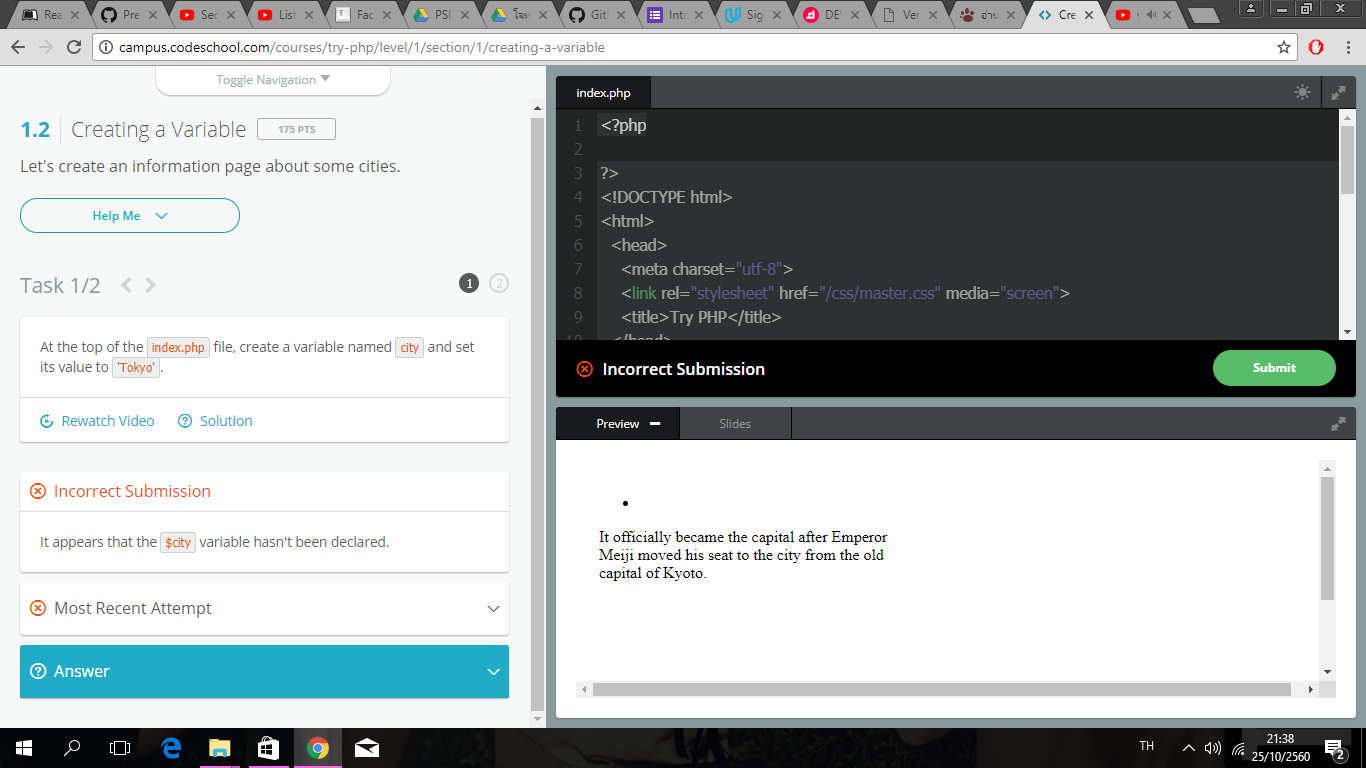 Rea
Pre
Sec
List
Fac
PSI
โจท
Git
Intr
Sig
DE
Ver
อ่าน
Cre
campus.codeschool.com/courses/try-php/level/1/section/1/creating-a-variable
Toggle Navigation
1.2 Creating a Variable 175 PTS
Let's create an information page about some cities.
Help Me
Task 1/2
1 2
At the top of the index.php file, create a variable named city and set
its value to 'Tokyo'.
Rewatch Video Solution
Incorrect Submission
It appears that the $city variable hasn't been declared.
Most Recent Attempt
Answer
index.php
1 <?php
2
3 ?>
4 <!DOCTYPE html>
5 <html>
6 <head>
7 <meta charset="utf-8">
8 <link rel="stylesheet" href="/css/master.css" media="screen">
9 <title>Try PHP</title>
10 </head>
Incorrect Submission
Submit
Preview Slides
It officially became the capital after Emperor
Meiji moved his seat to the city from the old
capital of Kyoto.
TH
21:38
25/10/2560
2